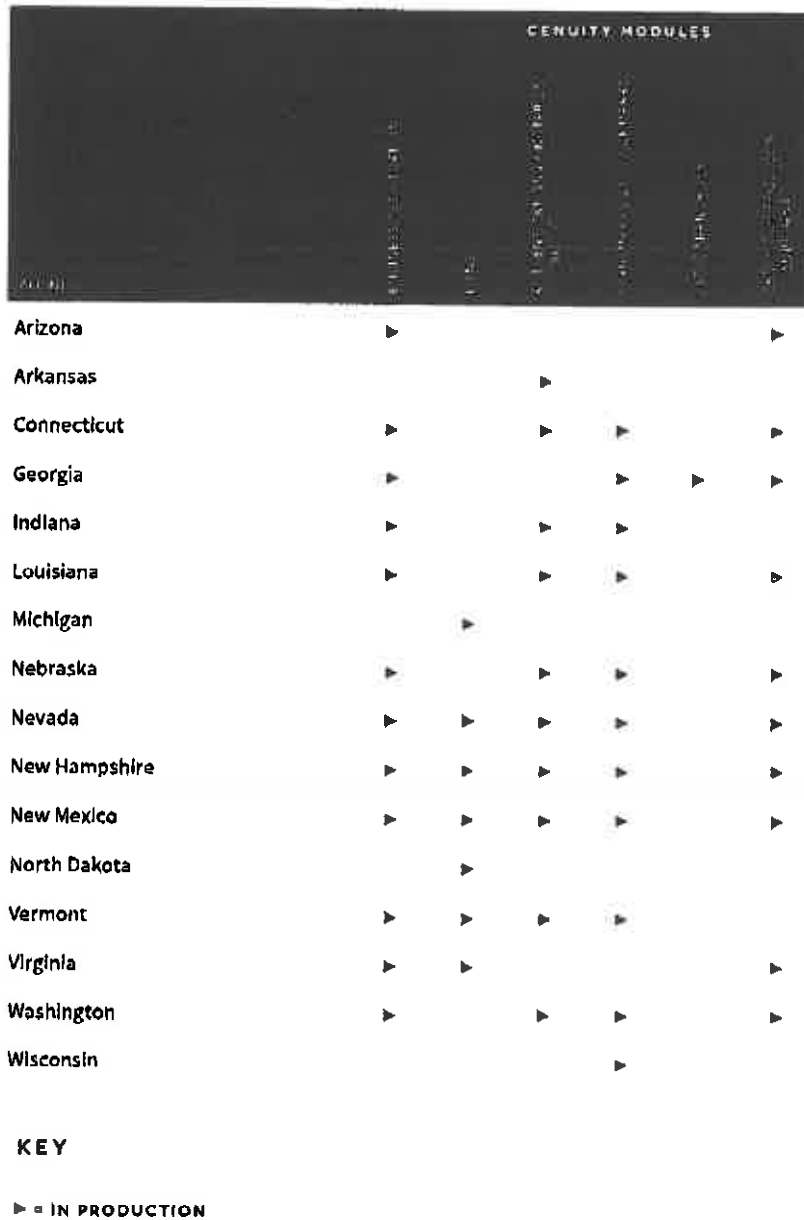 CENUITY MODULES
Arizona ▶ ▶
Arkansas ▶
Connecticut ▶ ▶ ▶ ▶
Georgia ▶ ▶ ▶ ▶
Indiana ▶ ▶ ▶
Louisiana ▶ ▶ ▶ ▶
Michigan ▶
Nebraska ▶ ▶ ▶ ▶
Nevada ▶ ▶ ▶ ▶ ▶
New Hampshire ▶ ▶ ▶ ▶ ▶
New Mexico ▶ ▶ ▶ ▶ ▶
North Dakota ▶
Vermont ▶ ▶ ▶ ▶
Virginia ▶ ▶ ▶
Washington ▶ ▶ ▶ ▶
Wisconsin ▶
KEY
▶ = IN PRODUCTION